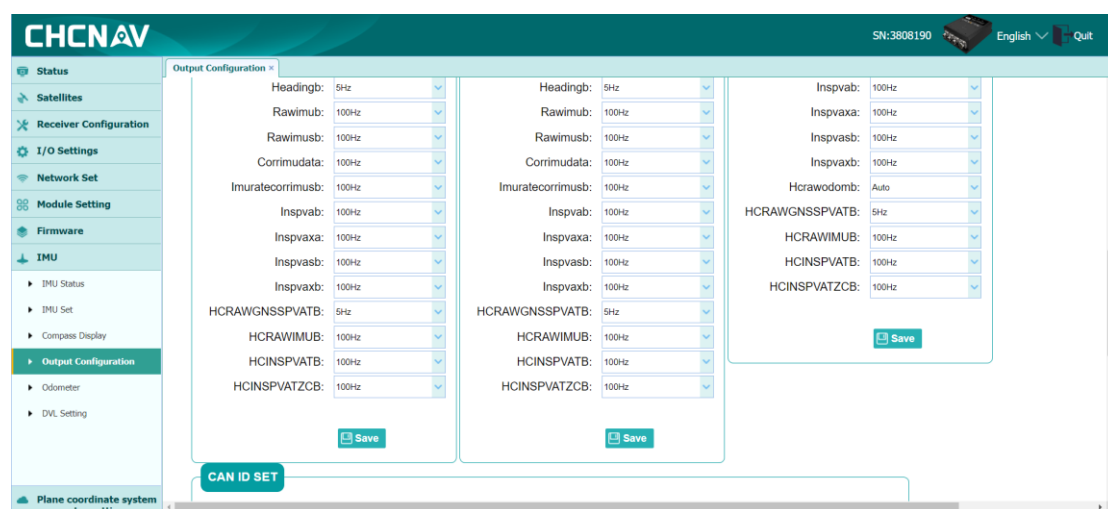 CHCNAV
SN:3808190
English
Quit
Status
Satellites
Receiver Configuration
I/O Settings
Network Set
Module Setting
Firmware
IMU
IMU Status
IMU Set
Compass Display
Output Configuration
Odometer
DVL Setting
Plane coordinate system
Output Configuration ×
Headingb: 5Hz
Rawimub: 100Hz
Rawimusb: 100Hz
Corrimudata: 100Hz
Imuratecorrimusb: 100Hz
Inspvab: 100Hz
Inspvaxa: 100Hz
Inspvasb: 100Hz
Inspvaxb: 100Hz
HCRAWGNSSPVATB: 5Hz
HCRAWIMUB: 100Hz
HCINSPVATB: 100Hz
HCINSPVATZCB: 100Hz
Save
Headingb: 5Hz
Rawimub: 100Hz
Rawimusb: 100Hz
Corrimudata: 100Hz
Imuratecorrimusb: 100Hz
Inspvab: 100Hz
Inspvaxa: 100Hz
Inspvasb: 100Hz
Inspvaxb: 100Hz
HCRAWGNSSPVATB: 5Hz
HCRAWIMUB: 100Hz
HCINSPVATB: 100Hz
HCINSPVATZCB: 100Hz
Save
Inspvab: 100Hz
Inspvaxa: 100Hz
Inspvasb: 100Hz
Inspvaxb: 100Hz
Hcrawodomb: Auto
HCRAWGNSSPVATB: 5Hz
HCRAWIMUB: 100Hz
HCINSPVATB: 100Hz
HCINSPVATZCB: 100Hz
Save
CAN ID SET